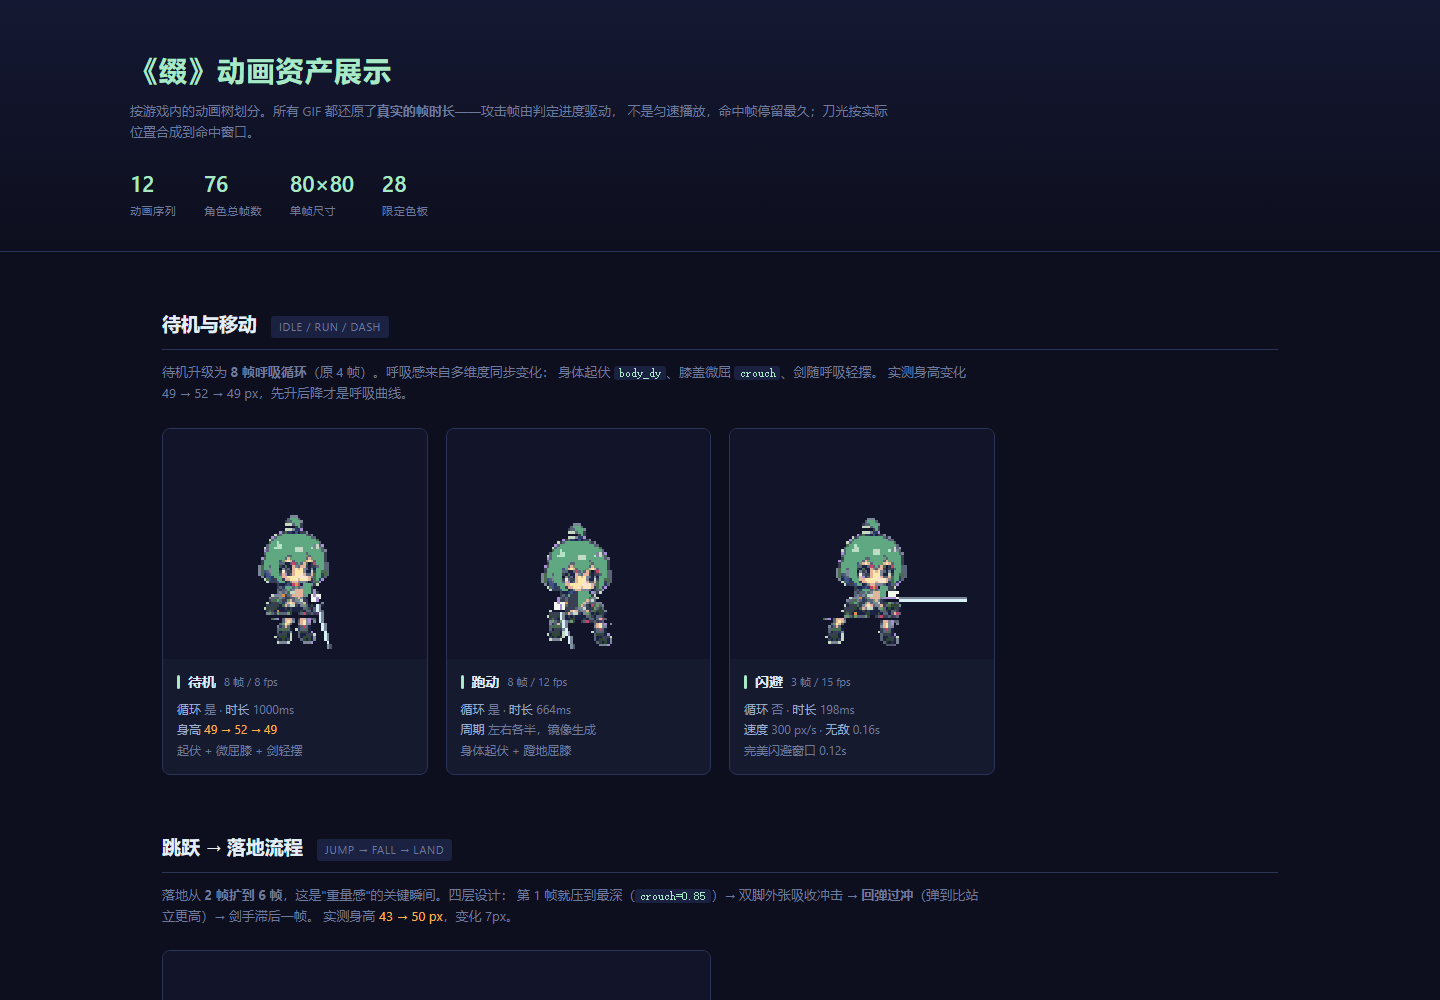 《缀》动画资产展示
按游戏内的动画树划分。所有 GIF 都还原了真实的帧时长——攻击帧由判定进度驱动， 不是匀速播放，命中帧停留最久；刀光按实际
位置合成到命中窗口。
12 76 80×80 28
动画序列 角色总帧数 单帧尺寸 限定色板
待机与移动 IDLE / RUN / DASH
待机升级为 8 帧呼吸循环（原 4 帧）。呼吸感来自多维度同步变化： 身体起伏 body_dy、膝盖微屈 crouch、剑随呼吸轻摆。 实测身高变化
49 → 52 → 49 px，先升后降才是呼吸曲线。
待机 8 帧 / 8 fps
循环 是 · 时长 1000ms
身高 49 → 52 → 49
起伏 + 微屈膝 + 剑轻摆
跑动 8 帧 / 12 fps
循环 是 · 时长 664ms
周期 左右各半，镜像生成
身体起伏 + 蹬地屈膝
闪避 3 帧 / 15 fps
循环 否 · 时长 198ms
速度 300 px/s · 无敌 0.16s
完美闪避窗口 0.12s
跳跃 → 落地流程 JUMP → FALL → LAND
落地从 2 帧扩到 6 帧，这是"重量感"的关键瞬间。四层设计： 第 1 帧就压到最深（crouch=0.85）→ 双脚外张吸收冲击 → 回弹过冲（弹到比站
立更高）→ 剑手滞后一帧。 实测身高 43 → 50 px，变化 7px。